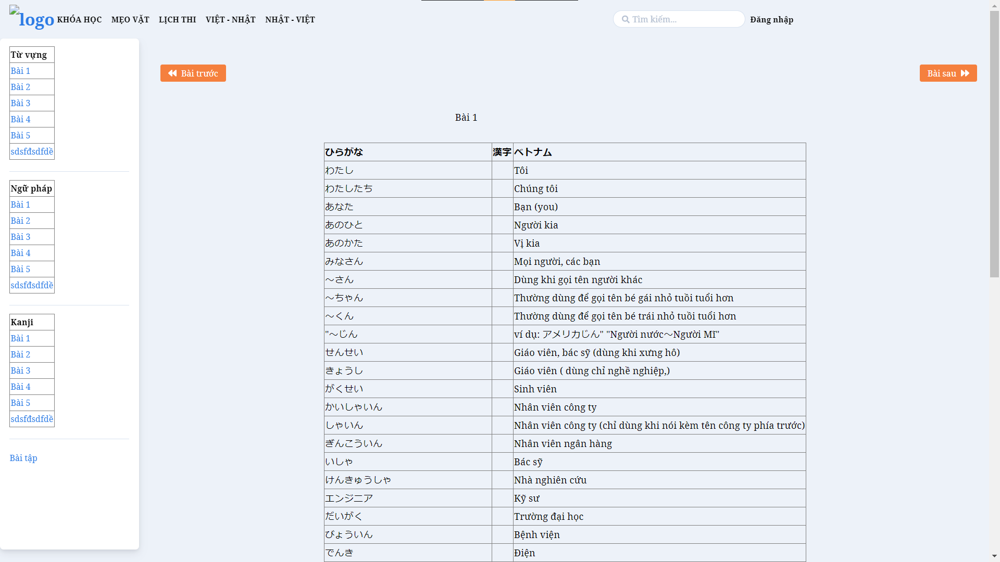 logo KHÓA HỌC MẸO VẶT LỊCH THI VIỆT - NHẬT NHẬT - VIỆT Tìm kiếm... Đăng nhập
Từ vựng
Bài 1
Bài 2
Bài 3
Bài 4
Bài 5
sdsfđsdfdề
Ngữ pháp
Bài 1
Bài 2
Bài 3
Bài 4
Bài 5
sdsfđsdfdề
Kanji
Bài 1
Bài 2
Bài 3
Bài 4
Bài 5
sdsfđsdfdề
Bài tập
Bài trước Bài sau
Bài 1
ひらがな 漢字 ベトナム
わたし Tôi
わたしたち Chúng tôi
あなた Bạn (you)
あのひと Người kia
あのかた Vị kia
みなさん Mọi người, các bạn
～さん Dùng khi gọi tên người khác
～ちゃん Thường dùng để gọi tên bé gái nhỏ tuồi tuổi hơn
～くん Thường dùng để gọi tên bé trái nhỏ tuồi tuổi hơn
"～じん ví dụ: アメリカじん" "Người nước～Người Mĩ"
せんせい Giáo viên, bác sỹ (dùng khi xưng hô)
きょうし Giáo viên ( dùng chỉ nghề nghiệp,)
がくせい Sinh viên
かいしゃいん Nhân viên công ty
しゃいん Nhân viên công ty (chỉ dùng khi nói kèm tên công ty phía trước)
ぎんこういん Nhân viên ngân hàng
いしゃ Bác sỹ
けんきゅうしゃ Nhà nghiên cứu
エンジニア Kỹ sư
だいがく Trường đại học
びょういん Bệnh viện
でんき Điện